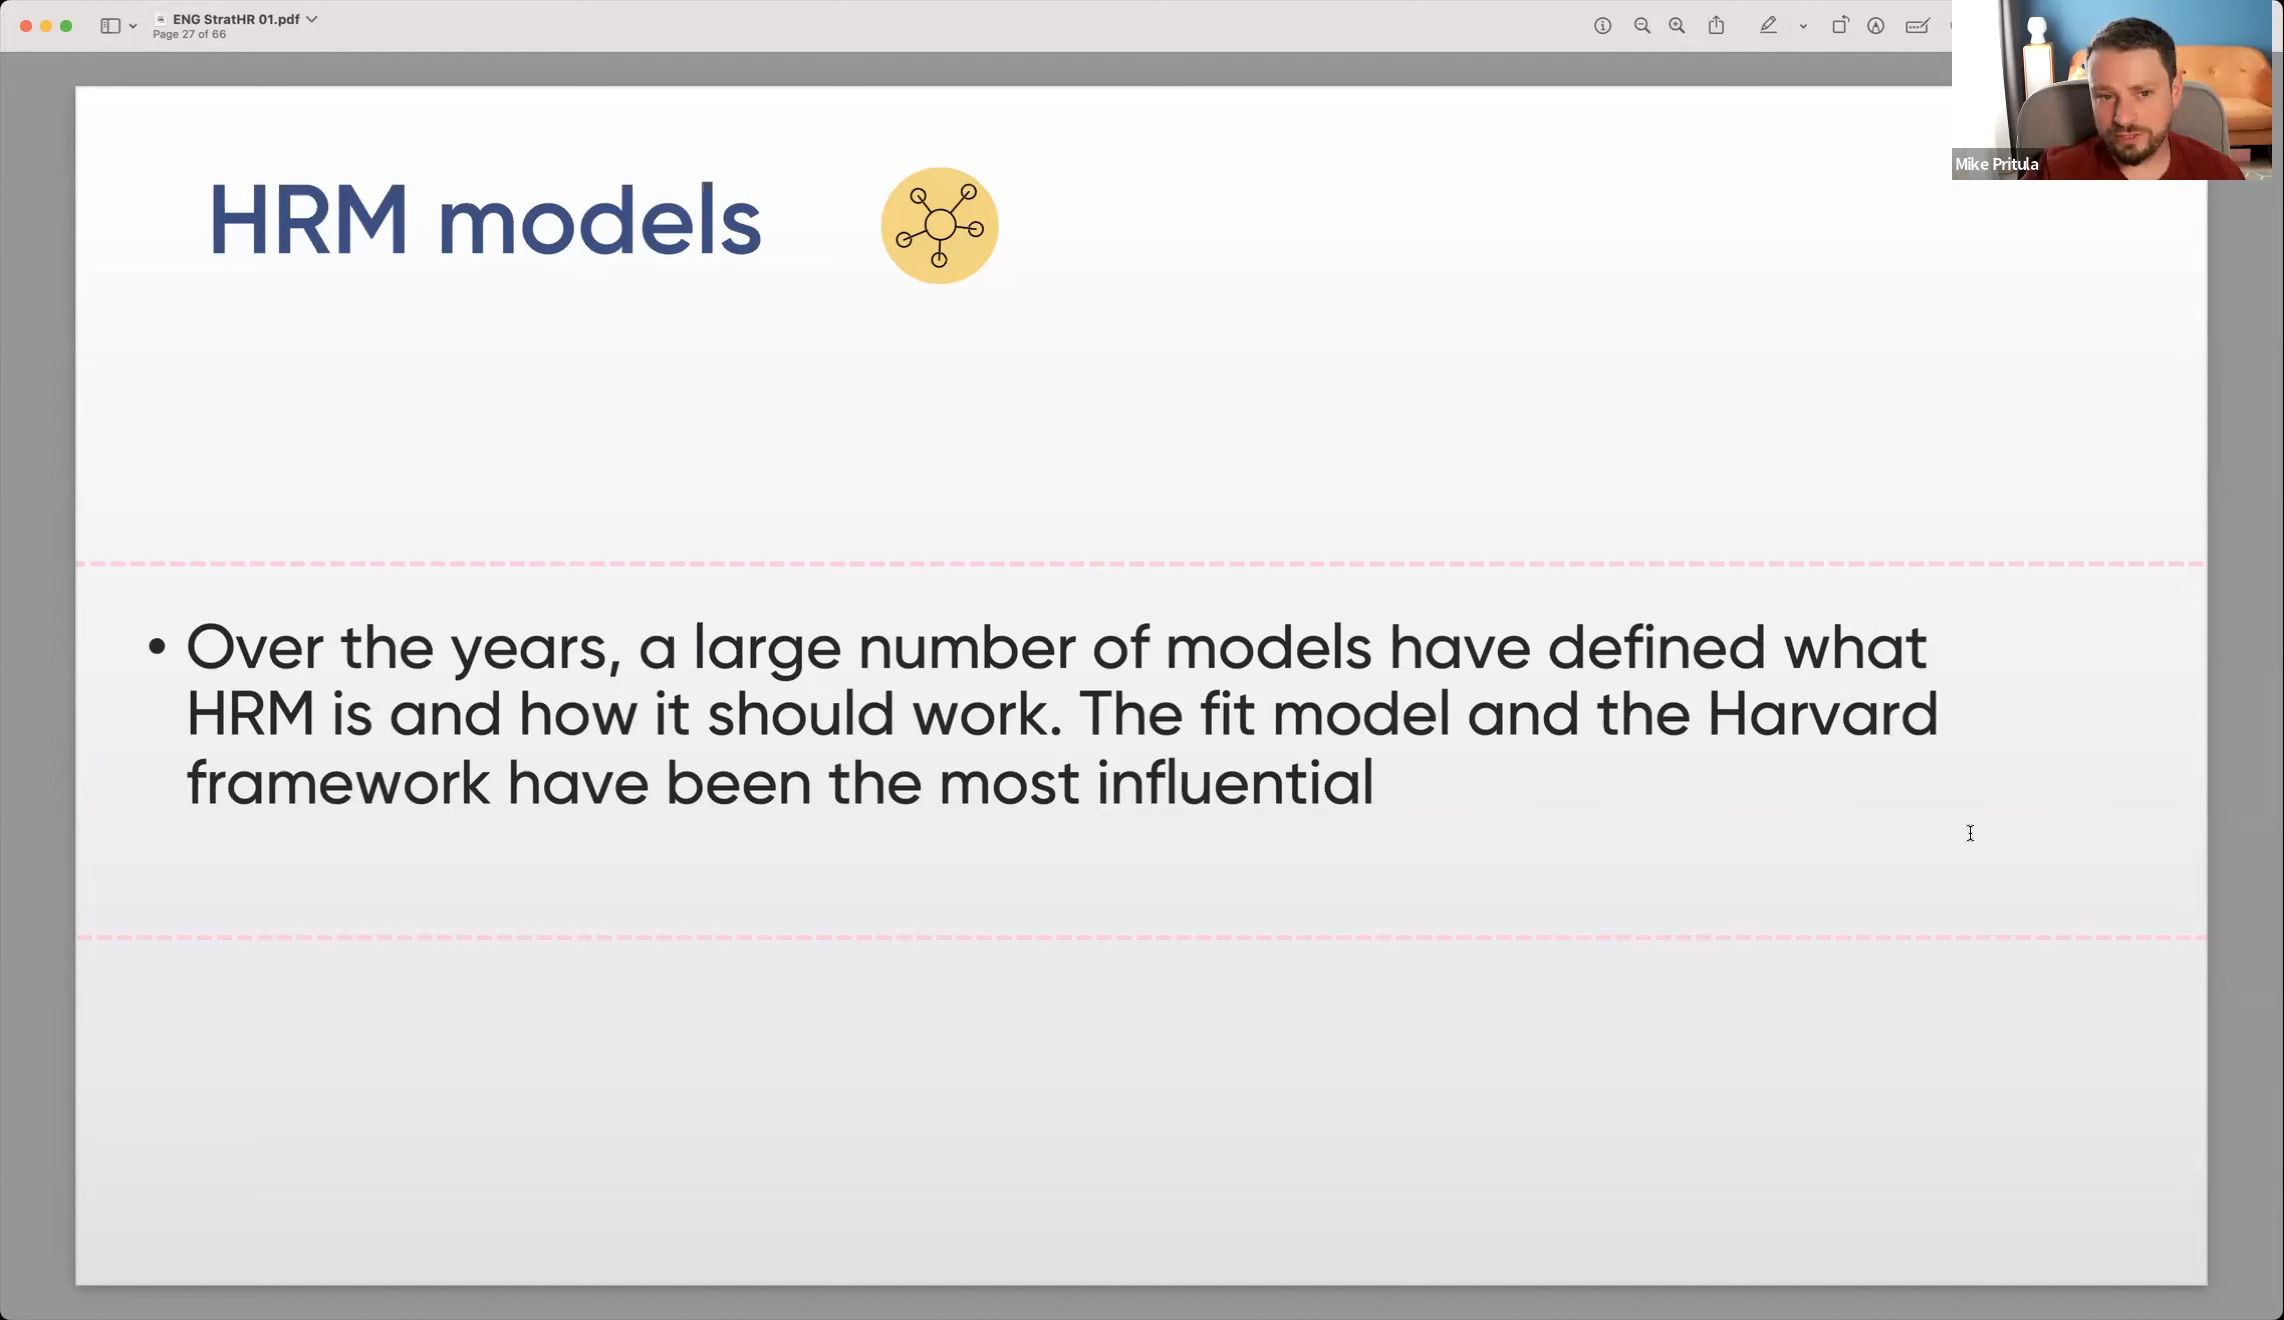 ENG StratHR 01.pdf
Page 27 of 66
Mike Pritula
HRM models
• Over the years, a large number of models have defined what
HRM is and how it should work. The fit model and the Harvard
framework have been the most influential